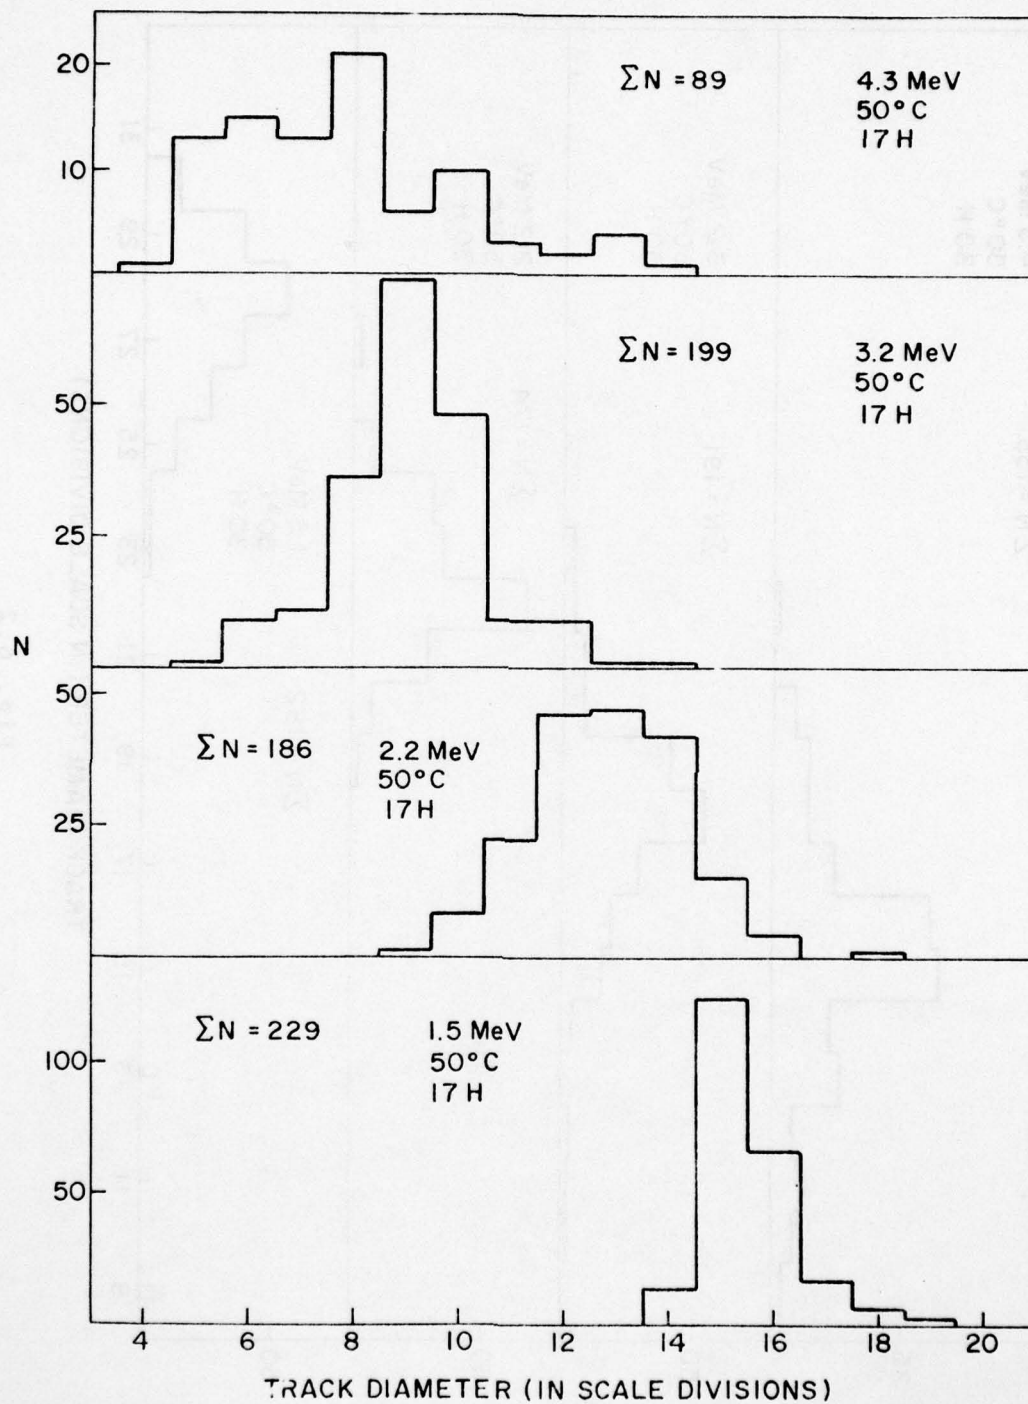 20
10
ΣN = 89
4.3 MeV
50°C
17 H
50
25
ΣN = 199
3.2 MeV
50°C
17 H
N
50
25
ΣN = 186
2.2 MeV
50°C
17 H
100
50
ΣN = 229
1.5 MeV
50°C
17 H
4 6 8 10 12 14 16 18 20
TRACK DIAMETER (IN SCALE DIVISIONS)